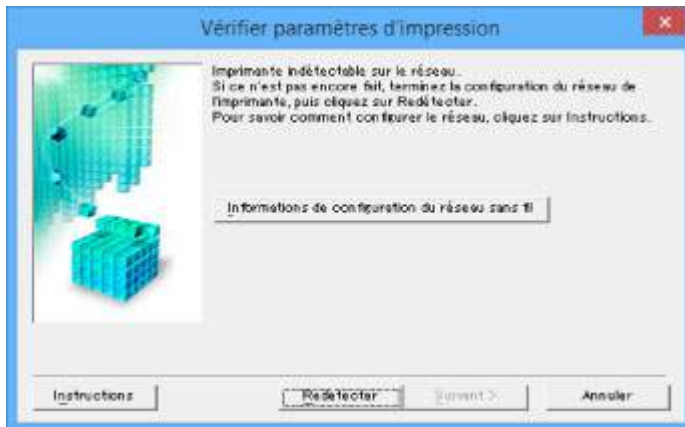 Vérifier paramètres d'impression
Imprimante indétectable sur le réseau.
Si ce n'est pas encore fait, terminez la configuration du réseau de
l'imprimante, puis cliquez sur Redétecter.
Pour savoir comment configurer le réseau, cliquez sur Instructions.
Informations de configuration du réseau sans fil
Instructions
Redétecter
Suivant >
Annuler